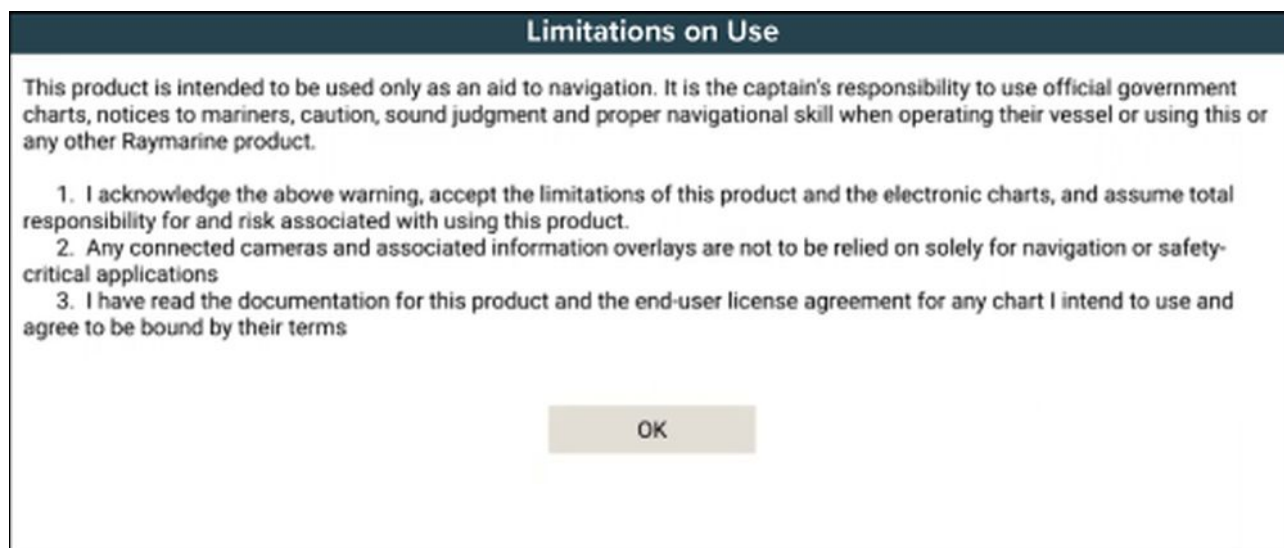 Limitations on Use
This product is intended to be used only as an aid to navigation. It is the captain's responsibility to use official government
charts, notices to mariners, caution, sound judgment and proper navigational skill when operating their vessel or using this or
any other Raymarine product.
1. I acknowledge the above warning, accept the limitations of this product and the electronic charts, and assume total
responsibility for and risk associated with using this product.
2. Any connected cameras and associated information overlays are not to be relied on solely for navigation or safety-
critical applications
3. I have read the documentation for this product and the end-user license agreement for any chart I intend to use and
agree to be bound by their terms
OK